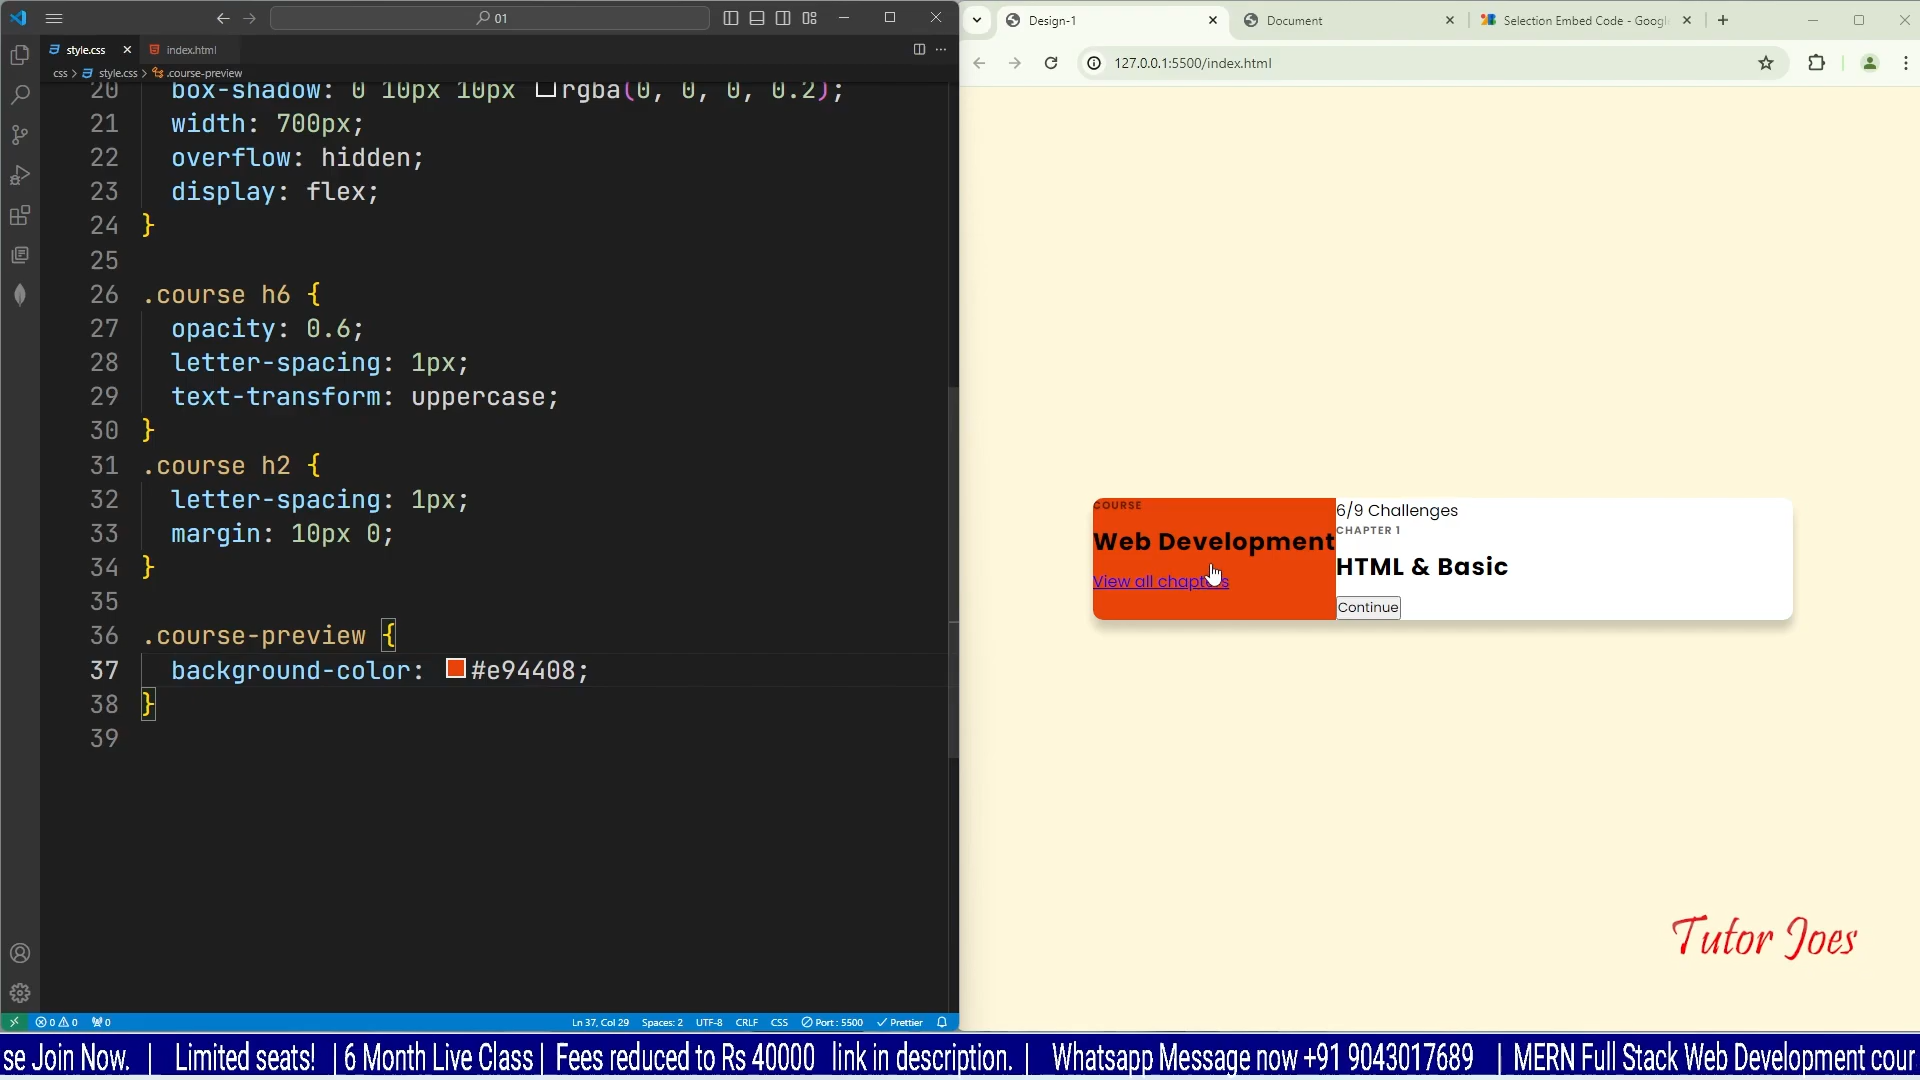 01
style.css
index.html
css > style.css > .course-preview
20 box-shadow: 0 10px 10px rgba(0, 0, 0, 0.2);
21 width: 700px;
22 overflow: hidden;
23 display: flex;
24 }
25
26 .course h6 {
27 opacity: 0.6;
28 letter-spacing: 1px;
29 text-transform: uppercase;
30 }
31 .course h2 {
32 letter-spacing: 1px;
33 margin: 10px 0;
34 }
35
36 .course-preview {
37 background-color: #e94408;
38 }
39
0 0 0 Ln 37, Col 29 Spaces: 2 UTF-8 CRLF CSS Port : 5500 Prettier
Design-1
Document
Selection Embed Code - Googl
127.0.0.1:5500/index.html
COURSE
Web Development
View all chapters
6/9 Challenges
CHAPTER 1
HTML & Basic
Continue
Tutor Joes
se Join Now. | Limited seats! | 6 Month Live Class | Fees reduced to Rs 40000 link in description. | Whatsapp Message now +91 9043017689 | MERN Full Stack Web Development cour